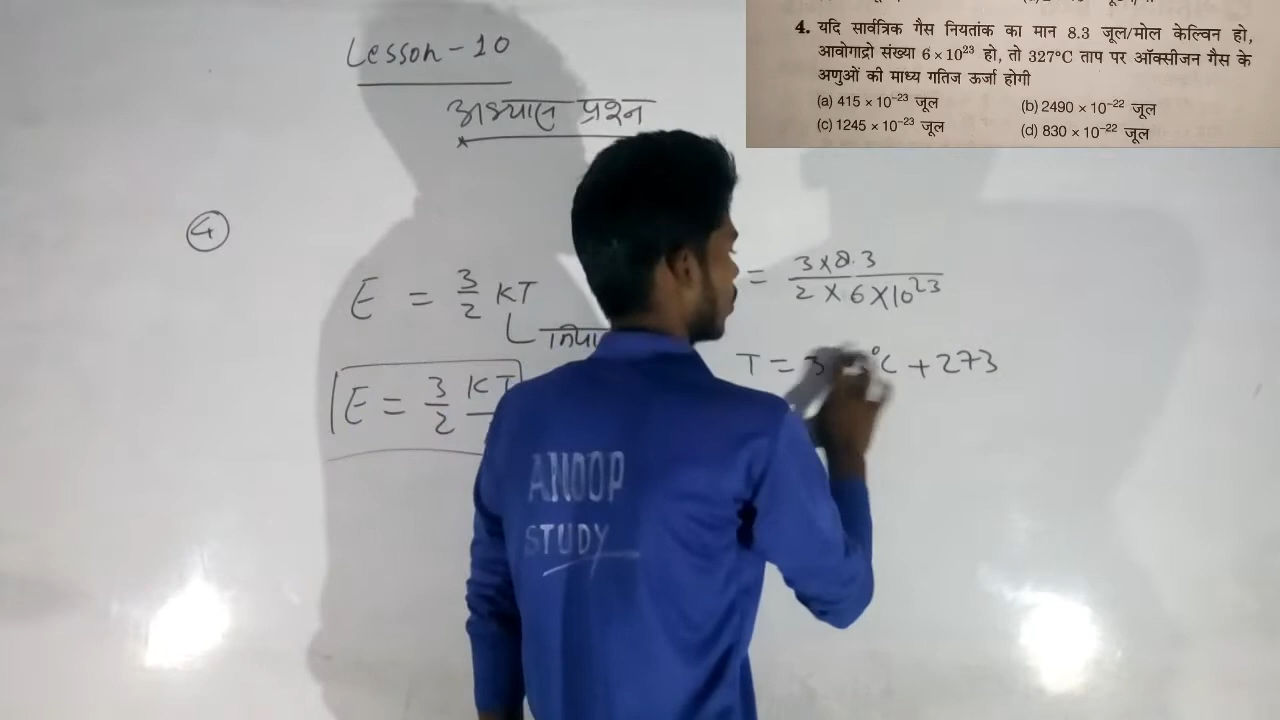 Lesson - 10
अभ्यास प्रश्न
4. यदि सार्वत्रिक गैस नियतांक का मान 8.3 जूल/मोल केल्विन हो,
आवोगाद्रो संख्या 6 × 10²³ हो, तो 327°C ताप पर ऑक्सीजन गैस के
अणुओं की माध्य गतिज ऊर्जा होगी
(a) 415 × 10⁻²³ जूल (b) 2490 × 10⁻²² जूल
(c) 1245 × 10⁻²³ जूल (d) 830 × 10⁻²² जूल
④
E = 3/2 KT
E = 3/2 KT
= 3×8.3 / 2 × 6 × 10²³
T = 3 °C + 273
ANOOP
STUDY